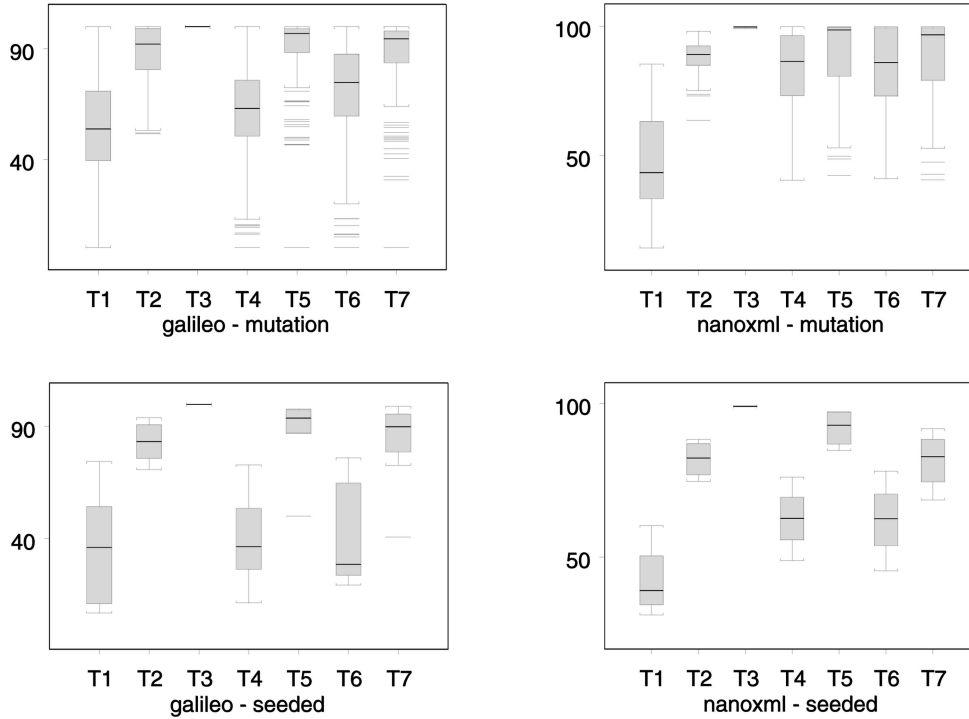 90
40
T1 T2 T3 T4 T5 T6 T7
galileo - mutation
100
50
T1 T2 T3 T4 T5 T6 T7
nanoxml - mutation
90
40
T1 T2 T3 T4 T5 T6 T7
galileo - seeded
100
50
T1 T2 T3 T4 T5 T6 T7
nanoxml - seeded